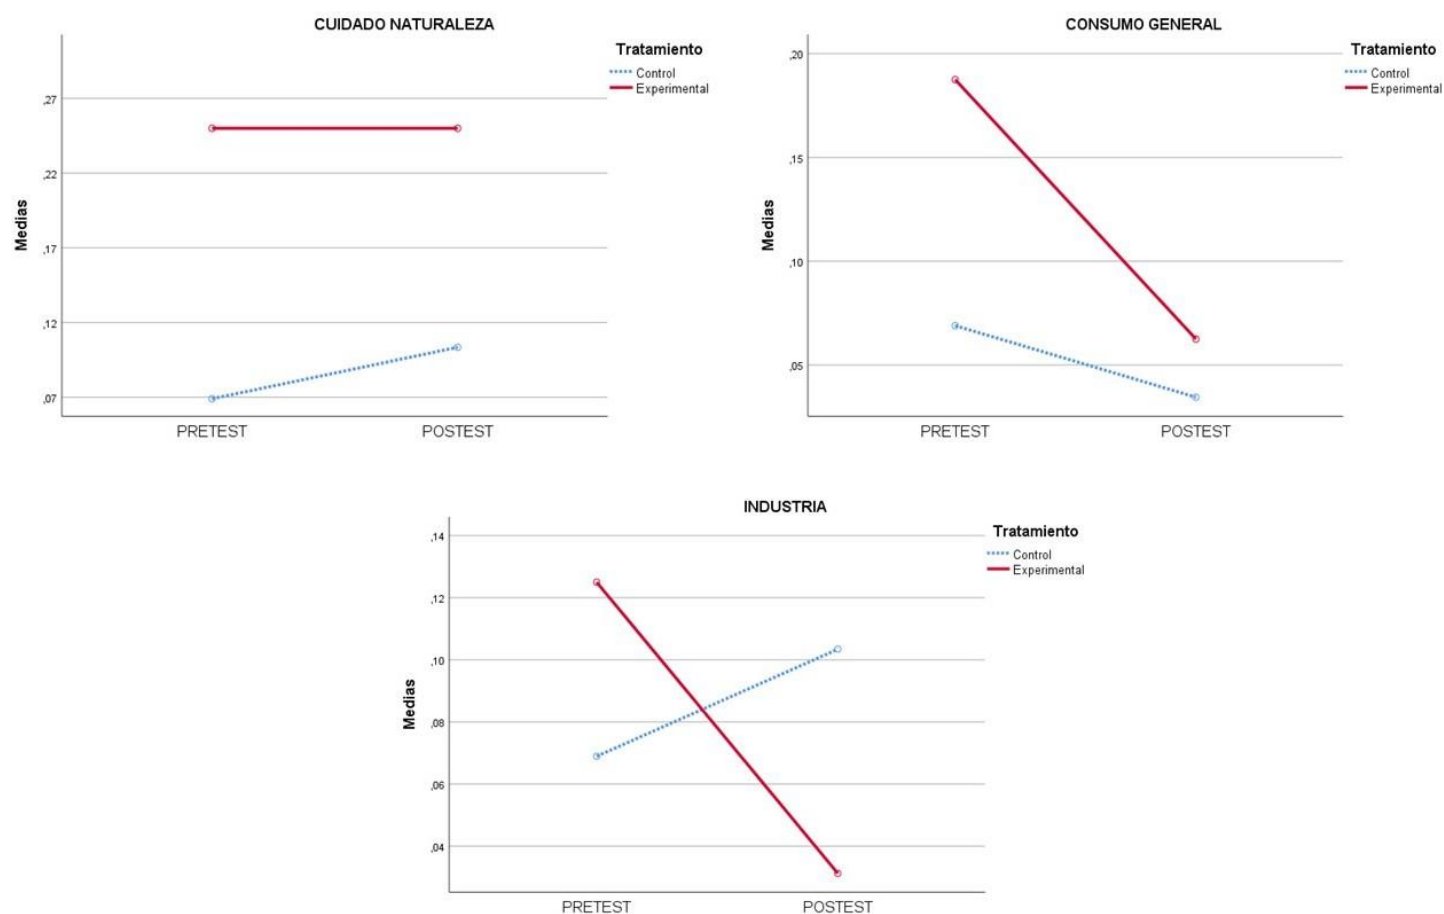 CUIDADO NATURALEZA
Tratamiento
Control
Experimental
Medias
,27
,22
,17
,12
,07
PRETEST POSTEST
CONSUMO GENERAL
Tratamiento
Control
Experimental
Medias
,20
,15
,10
,05
PRETEST POSTEST
INDUSTRIA
Tratamiento
Control
Experimental
Medias
,14
,12
,10
,08
,06
,04
PRETEST POSTEST